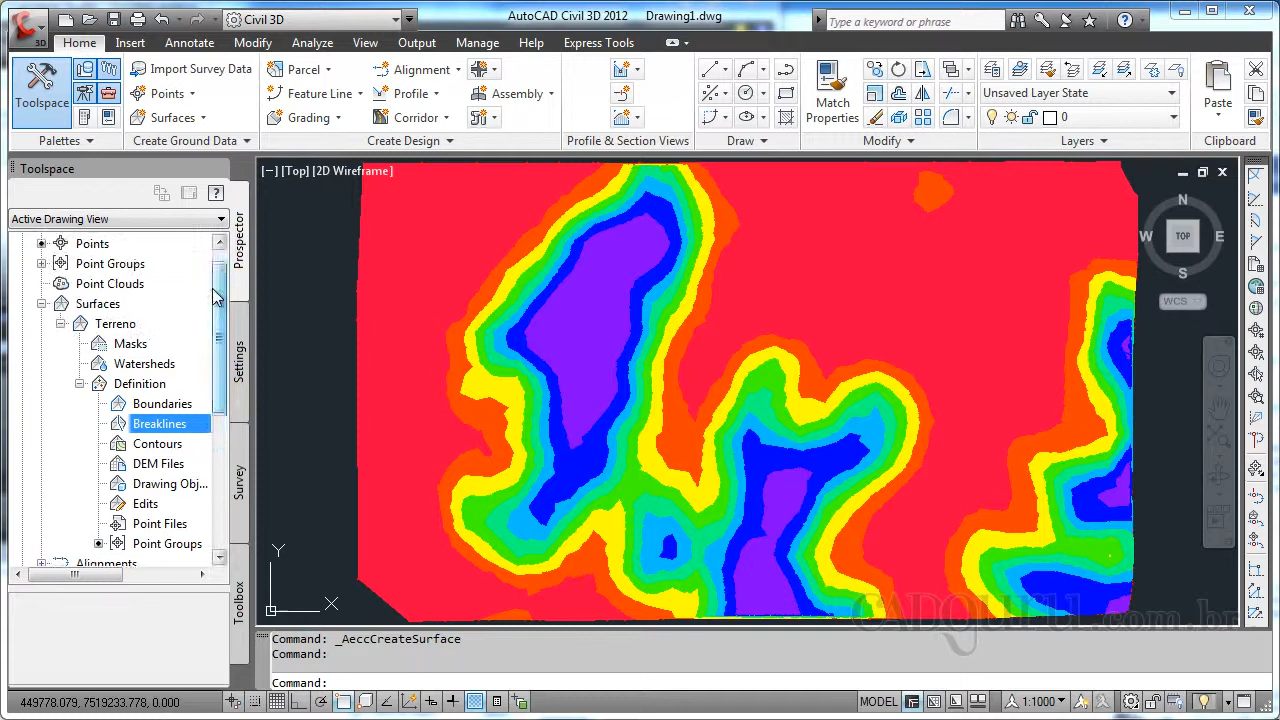 Civil 3D
AutoCAD Civil 3D 2012 Drawing1.dwg
Type a keyword or phrase
3D
Home Insert Annotate Modify Analyze View Output Manage Help Express Tools
Toolspace
Import Survey Data
Points
Surfaces
Parcel
Feature Line
Grading
Alignment
Profile
Corridor
Assembly
Match
Properties
Unsaved Layer State
0
Paste
Palettes
Create Ground Data
Create Design
Profile & Section Views
Draw
Modify
Layers
Clipboard
Toolspace
Active Drawing View
Points
Point Groups
Point Clouds
Surfaces
Terreno
Masks
Watersheds
Definition
Boundaries
Breaklines
Contours
DEM Files
Drawing Obj...
Edits
Point Files
Point Groups
Alignments
Prospector
Settings
Survey
Toolbox
[−] [Top] [2D Wireframe]
N
W TOP E
S
WCS
Y
X
CADguru.com.br
Command: _AeccCreateSurface
Command:
Command:
449778.079, 7519233.778, 0.000
MODEL
1:1000